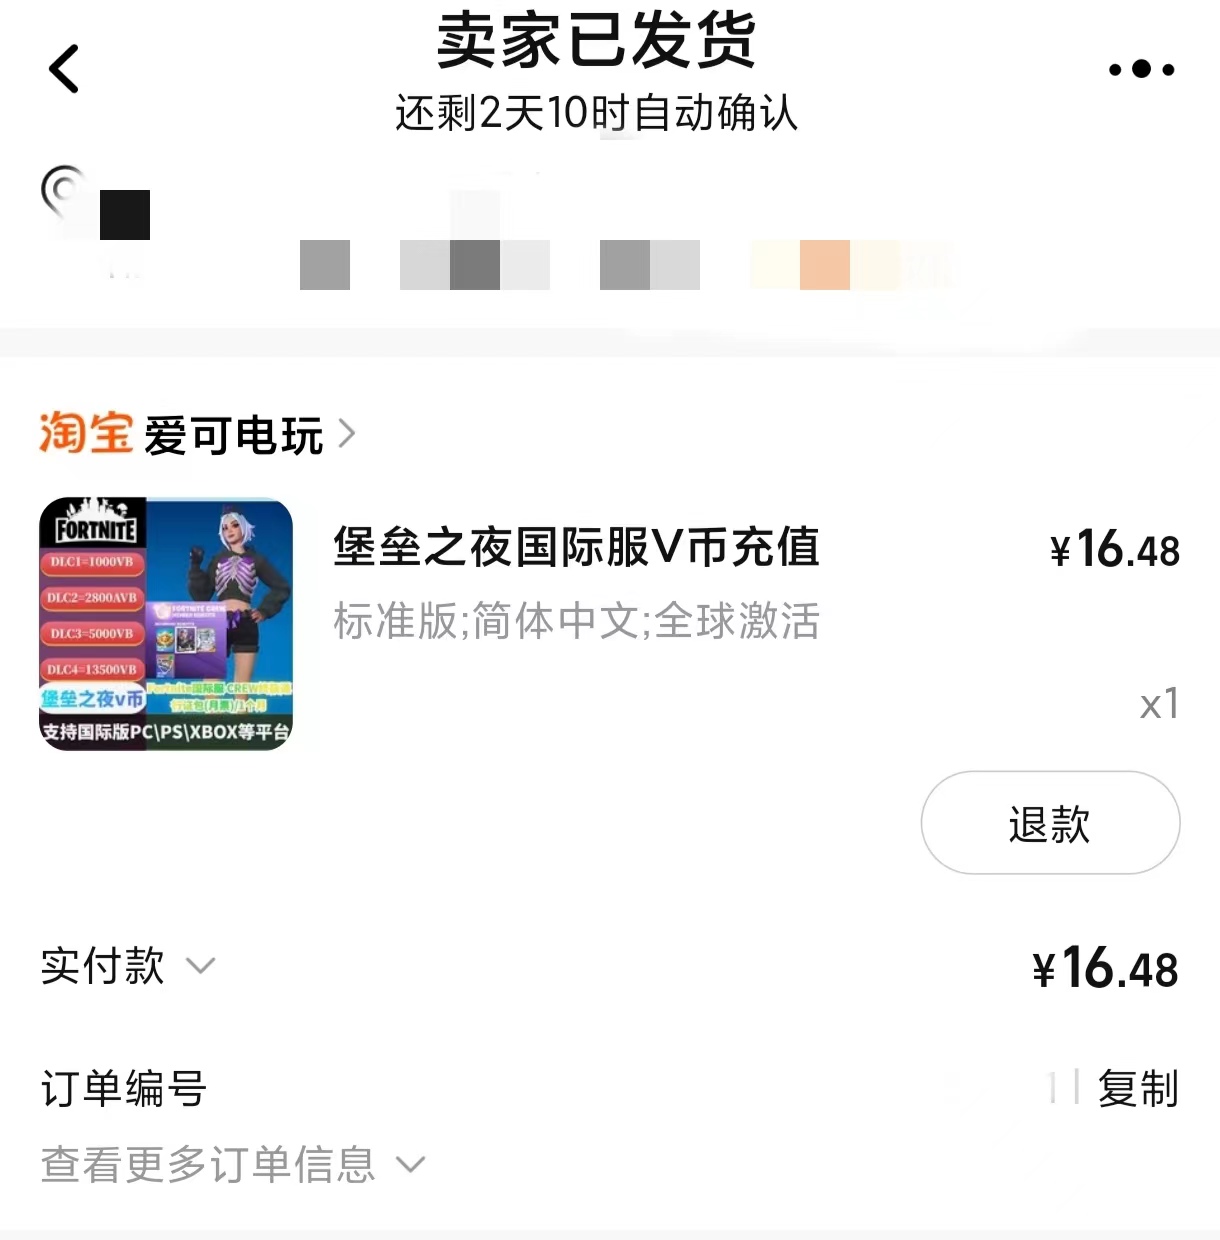 卖家已发货
还剩2天10时自动确认
淘宝 爱可电玩
FORTNITE
DLC1=1000VB
DLC2=2800AVB
DLC3=5000VB
DLC4=13500VB
FORTNITE CREW
堡垒之夜v币
支持国际版PC\PS\XBOX等平台
堡垒之夜国际服V币充值
¥16.48
标准版;简体中文;全球激活
x1
退款
实付款
¥16.48
订单编号
1
复制
查看更多订单信息